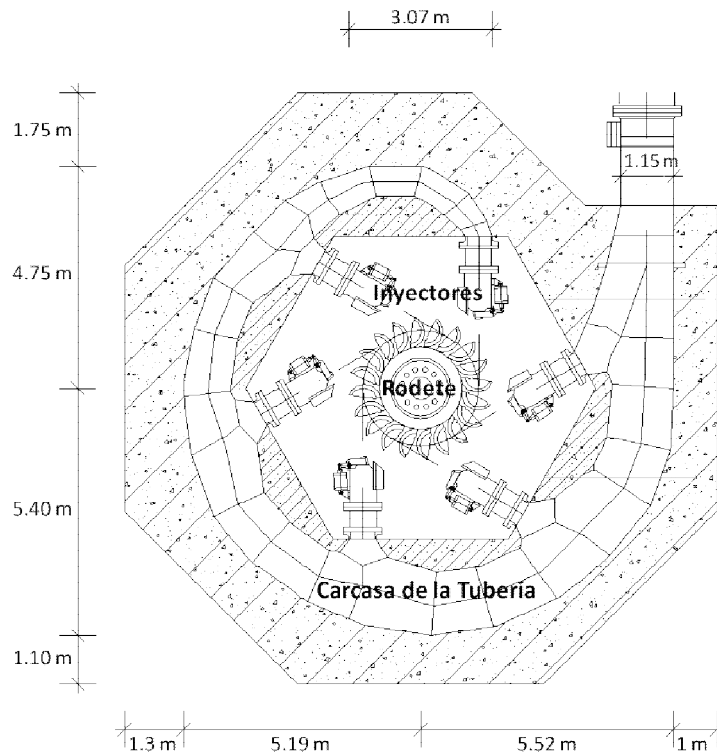 3.07 m
1.75 m
1.15 m
4.75 m
Inyectores
Rodete
5.40 m
Carcasa de la Tubería
1.10 m
1.3 m
5.19 m
5.52 m
1 m